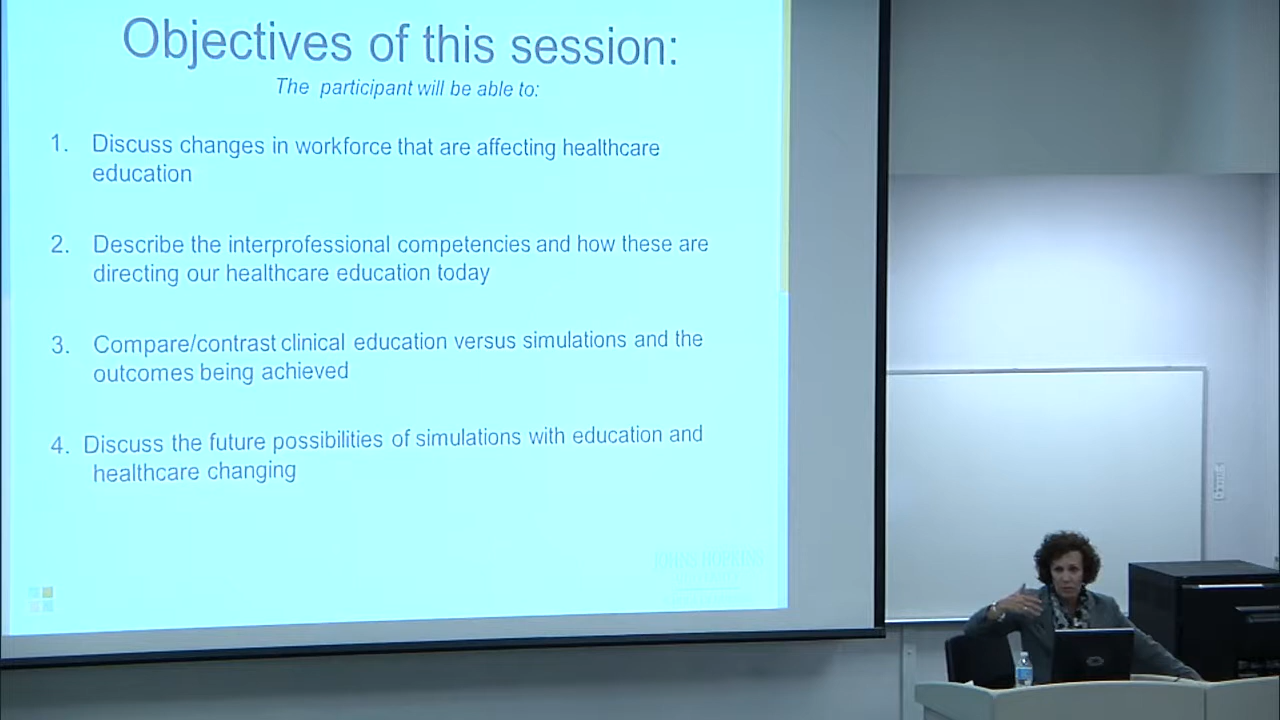 Objectives of this session:
The participant will be able to:
1. Discuss changes in workforce that are affecting healthcare
education
2. Describe the interprofessional competencies and how these are
directing our healthcare education today
3. Compare/contrast clinical education versus simulations and the
outcomes being achieved
4. Discuss the future possibilities of simulations with education and
healthcare changing
JOHNS HOPKINS
UNIVERSITY